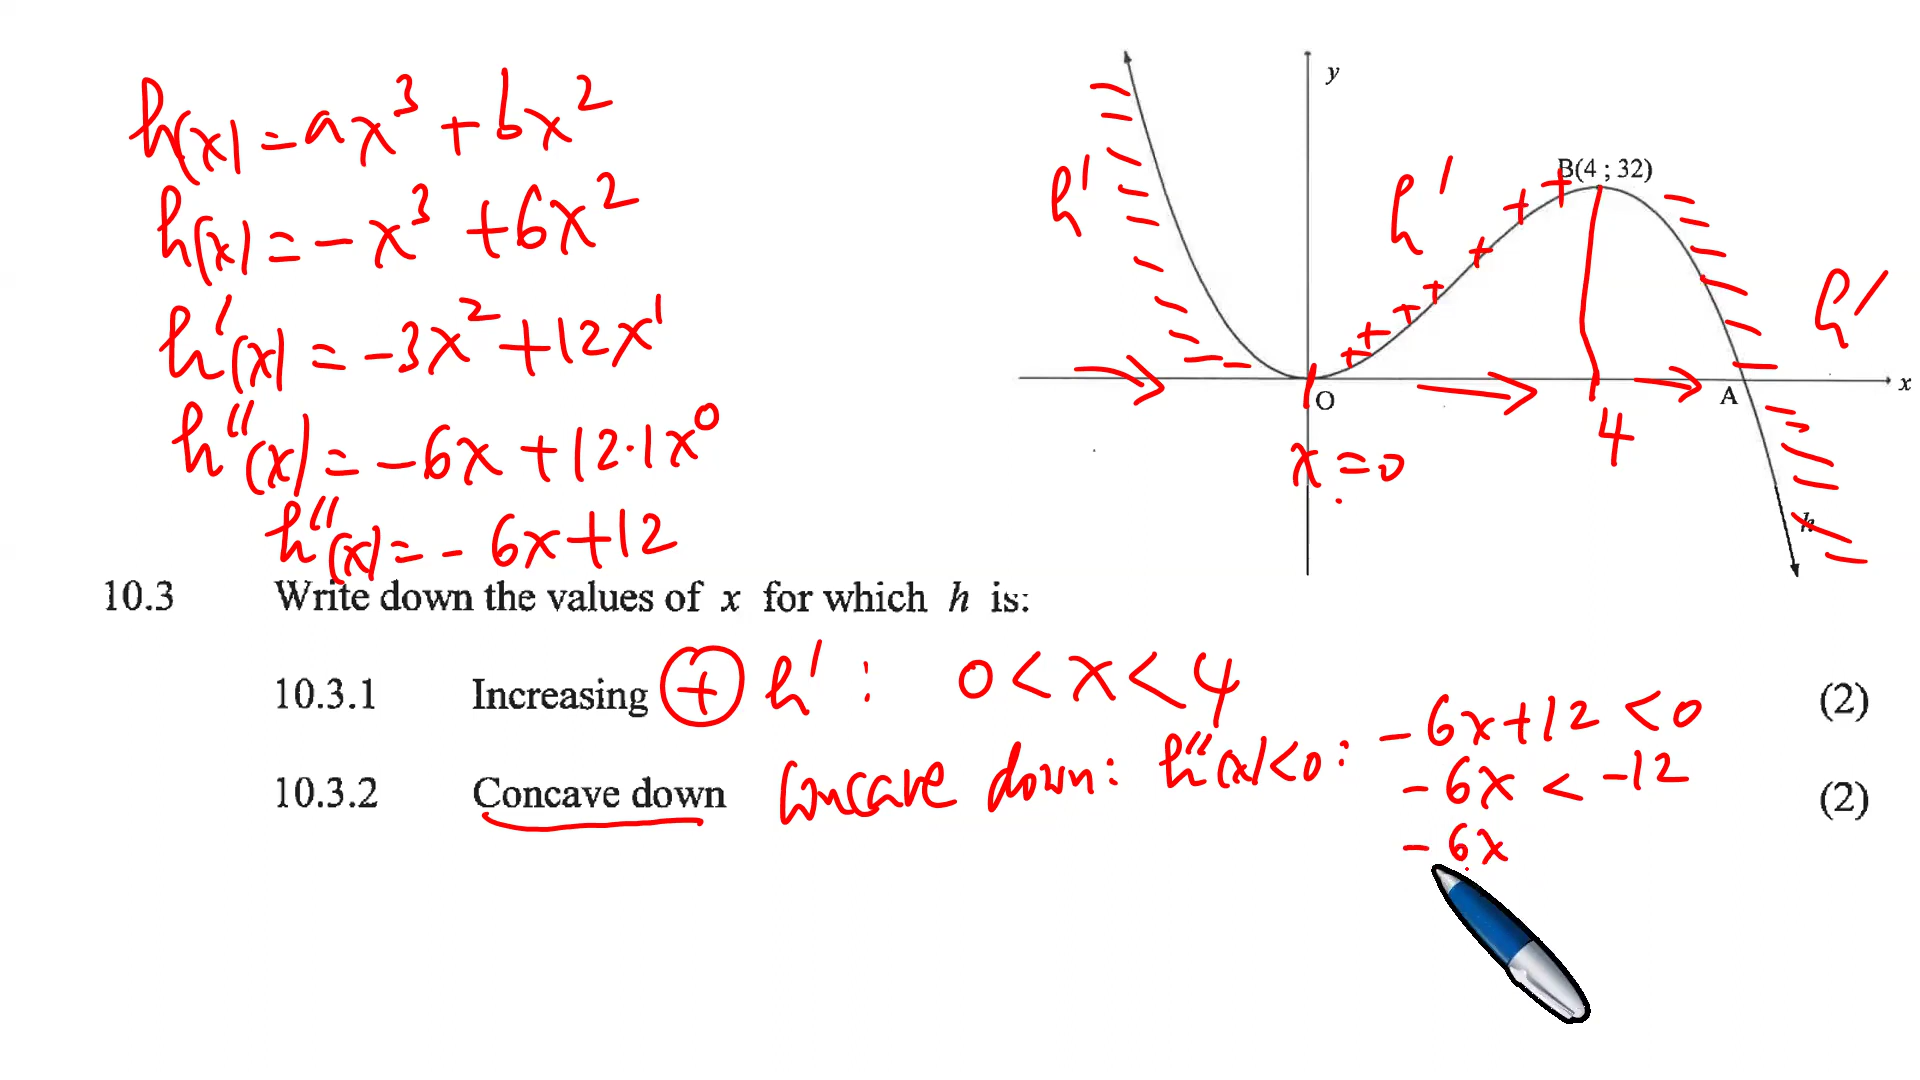 h(x) = ax³ + bx²
h(x) = -x³ + 6x²
h'(x) = -3x² + 12x¹
h''(x) = -6x + 12·1x⁰
h''(x) = -6x + 12
y
B(4 ; 32)
h'
h'
h'
O
A
x
x = 0
4
h
10.3 Write down the values of x for which h is:
10.3.1 Increasing + h' : 0 < x < 4 (2)
10.3.2 Concave down Concave down: h''(x) < 0 : -6x + 12 < 0 (2)
-6x < -12
-6x